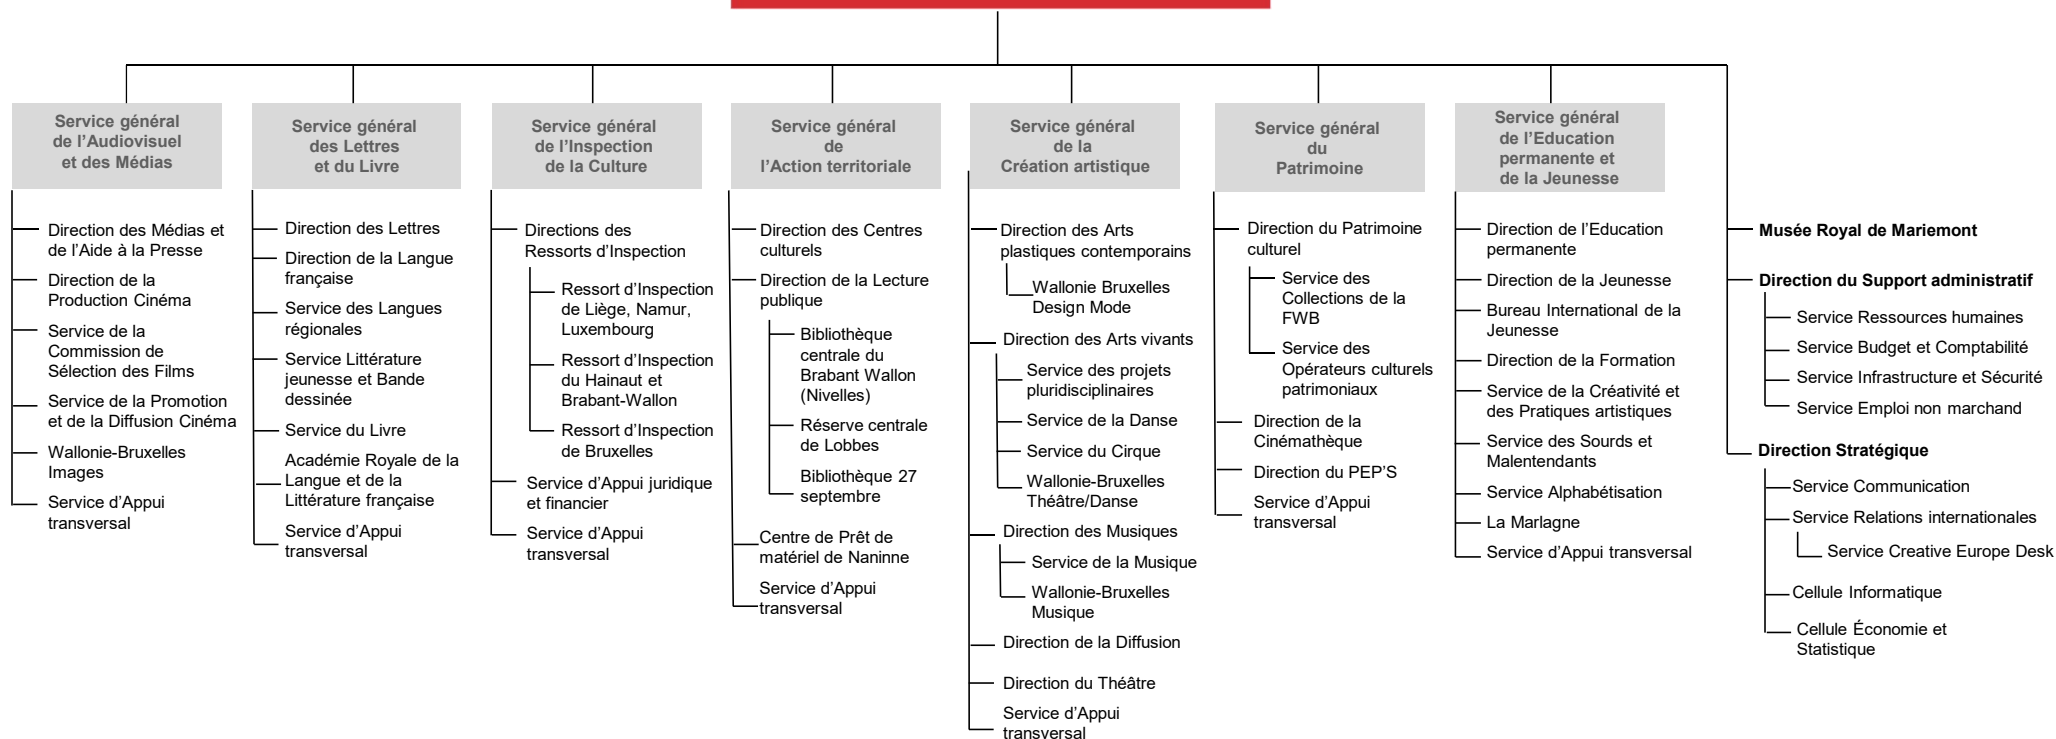 Service général
de l'Audiovisuel
et des Médias
Direction des Médias et
de l'Aide à la Presse
Direction de la
Production Cinéma
Service de la
Commission de
Sélection des Films
Service de la Promotion
et de la Diffusion Cinéma
Wallonie-Bruxelles
Images
Service d'Appui
transversal
Service général
des Lettres
et du Livre
Direction des Lettres
Direction de la Langue
française
Service des Langues
régionales
Service Littérature
jeunesse et Bande
dessinée
Service du Livre
Académie Royale de la
Langue et de la
Littérature française
Service d'Appui
transversal
Service général
de l'Inspection
de la Culture
Directions des
Ressorts d'Inspection
Ressort d'Inspection
de Liège, Namur,
Luxembourg
Ressort d'Inspection
du Hainaut et
Brabant-Wallon
Ressort d'Inspection
de Bruxelles
Service d'Appui juridique
et financier
Service d'Appui
transversal
Service général
de
l'Action territoriale
Direction des Centres
culturels
Direction de la Lecture
publique
Bibliothèque
centrale du
Brabant Wallon
(Nivelles)
Réserve centrale
de Lobbes
Bibliothèque 27
septembre
Centre de Prêt de
matériel de Naninne
Service d'Appui
transversal
Service général
de la
Création artistique
Direction des Arts
plastiques contemporains
Wallonie Bruxelles
Design Mode
Direction des Arts vivants
Service des projets
pluridisciplinaires
Service de la Danse
Service du Cirque
Wallonie-Bruxelles
Théâtre/Danse
Direction des Musiques
Service de la Musique
Wallonie-Bruxelles
Musique
Direction de la Diffusion
Direction du Théâtre
Service d'Appui
transversal
Service général
du
Patrimoine
Direction du Patrimoine
culturel
Service des
Collections de la
FWB
Service des
Opérateurs culturels
patrimoniaux
Direction de la
Cinémathèque
Direction du PEP'S
Service d'Appui
transversal
Service général
de l'Education
permanente et
de la Jeunesse
Direction de l'Education
permanente
Direction de la Jeunesse
Bureau International de la
Jeunesse
Direction de la Formation
Service de la Créativité et
des Pratiques artistiques
Service des Sourds et
Malentendants
Service Alphabétisation
La Marlagne
Service d'Appui transversal
Musée Royal de Mariemont
Direction du Support administratif
Service Ressources humaines
Service Budget et Comptabilité
Service Infrastructure et Sécurité
Service Emploi non marchand
Direction Stratégique
Service Communication
Service Relations internationales
Service Creative Europe Desk
Cellule Informatique
Cellule Économie et
Statistique